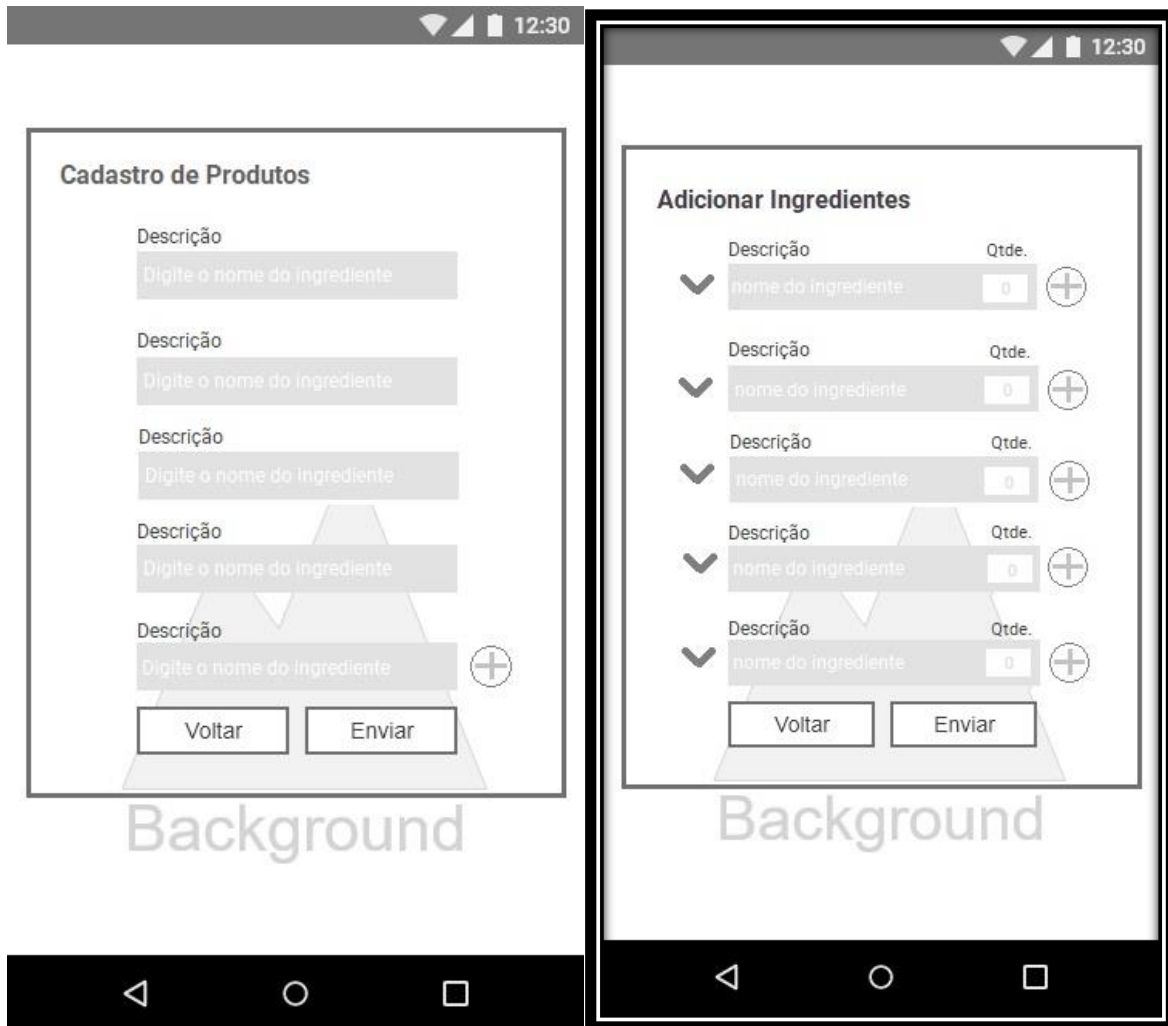 12:30
Cadastro de Produtos
Descrição
Digite o nome do ingrediente
Descrição
Digite o nome do ingrediente
Descrição
Digite o nome do ingrediente
Descrição
Digite o nome do ingrediente
Descrição
Digite o nome do ingrediente
Voltar Enviar
Background
12:30
Adicionar Ingredientes
Descrição Qtde.
nome do ingrediente 0
Descrição Qtde.
nome do ingrediente 0
Descrição Qtde.
nome do ingrediente 0
Descrição Qtde.
nome do ingrediente 0
Descrição Qtde.
nome do ingrediente 0
Voltar Enviar
Background